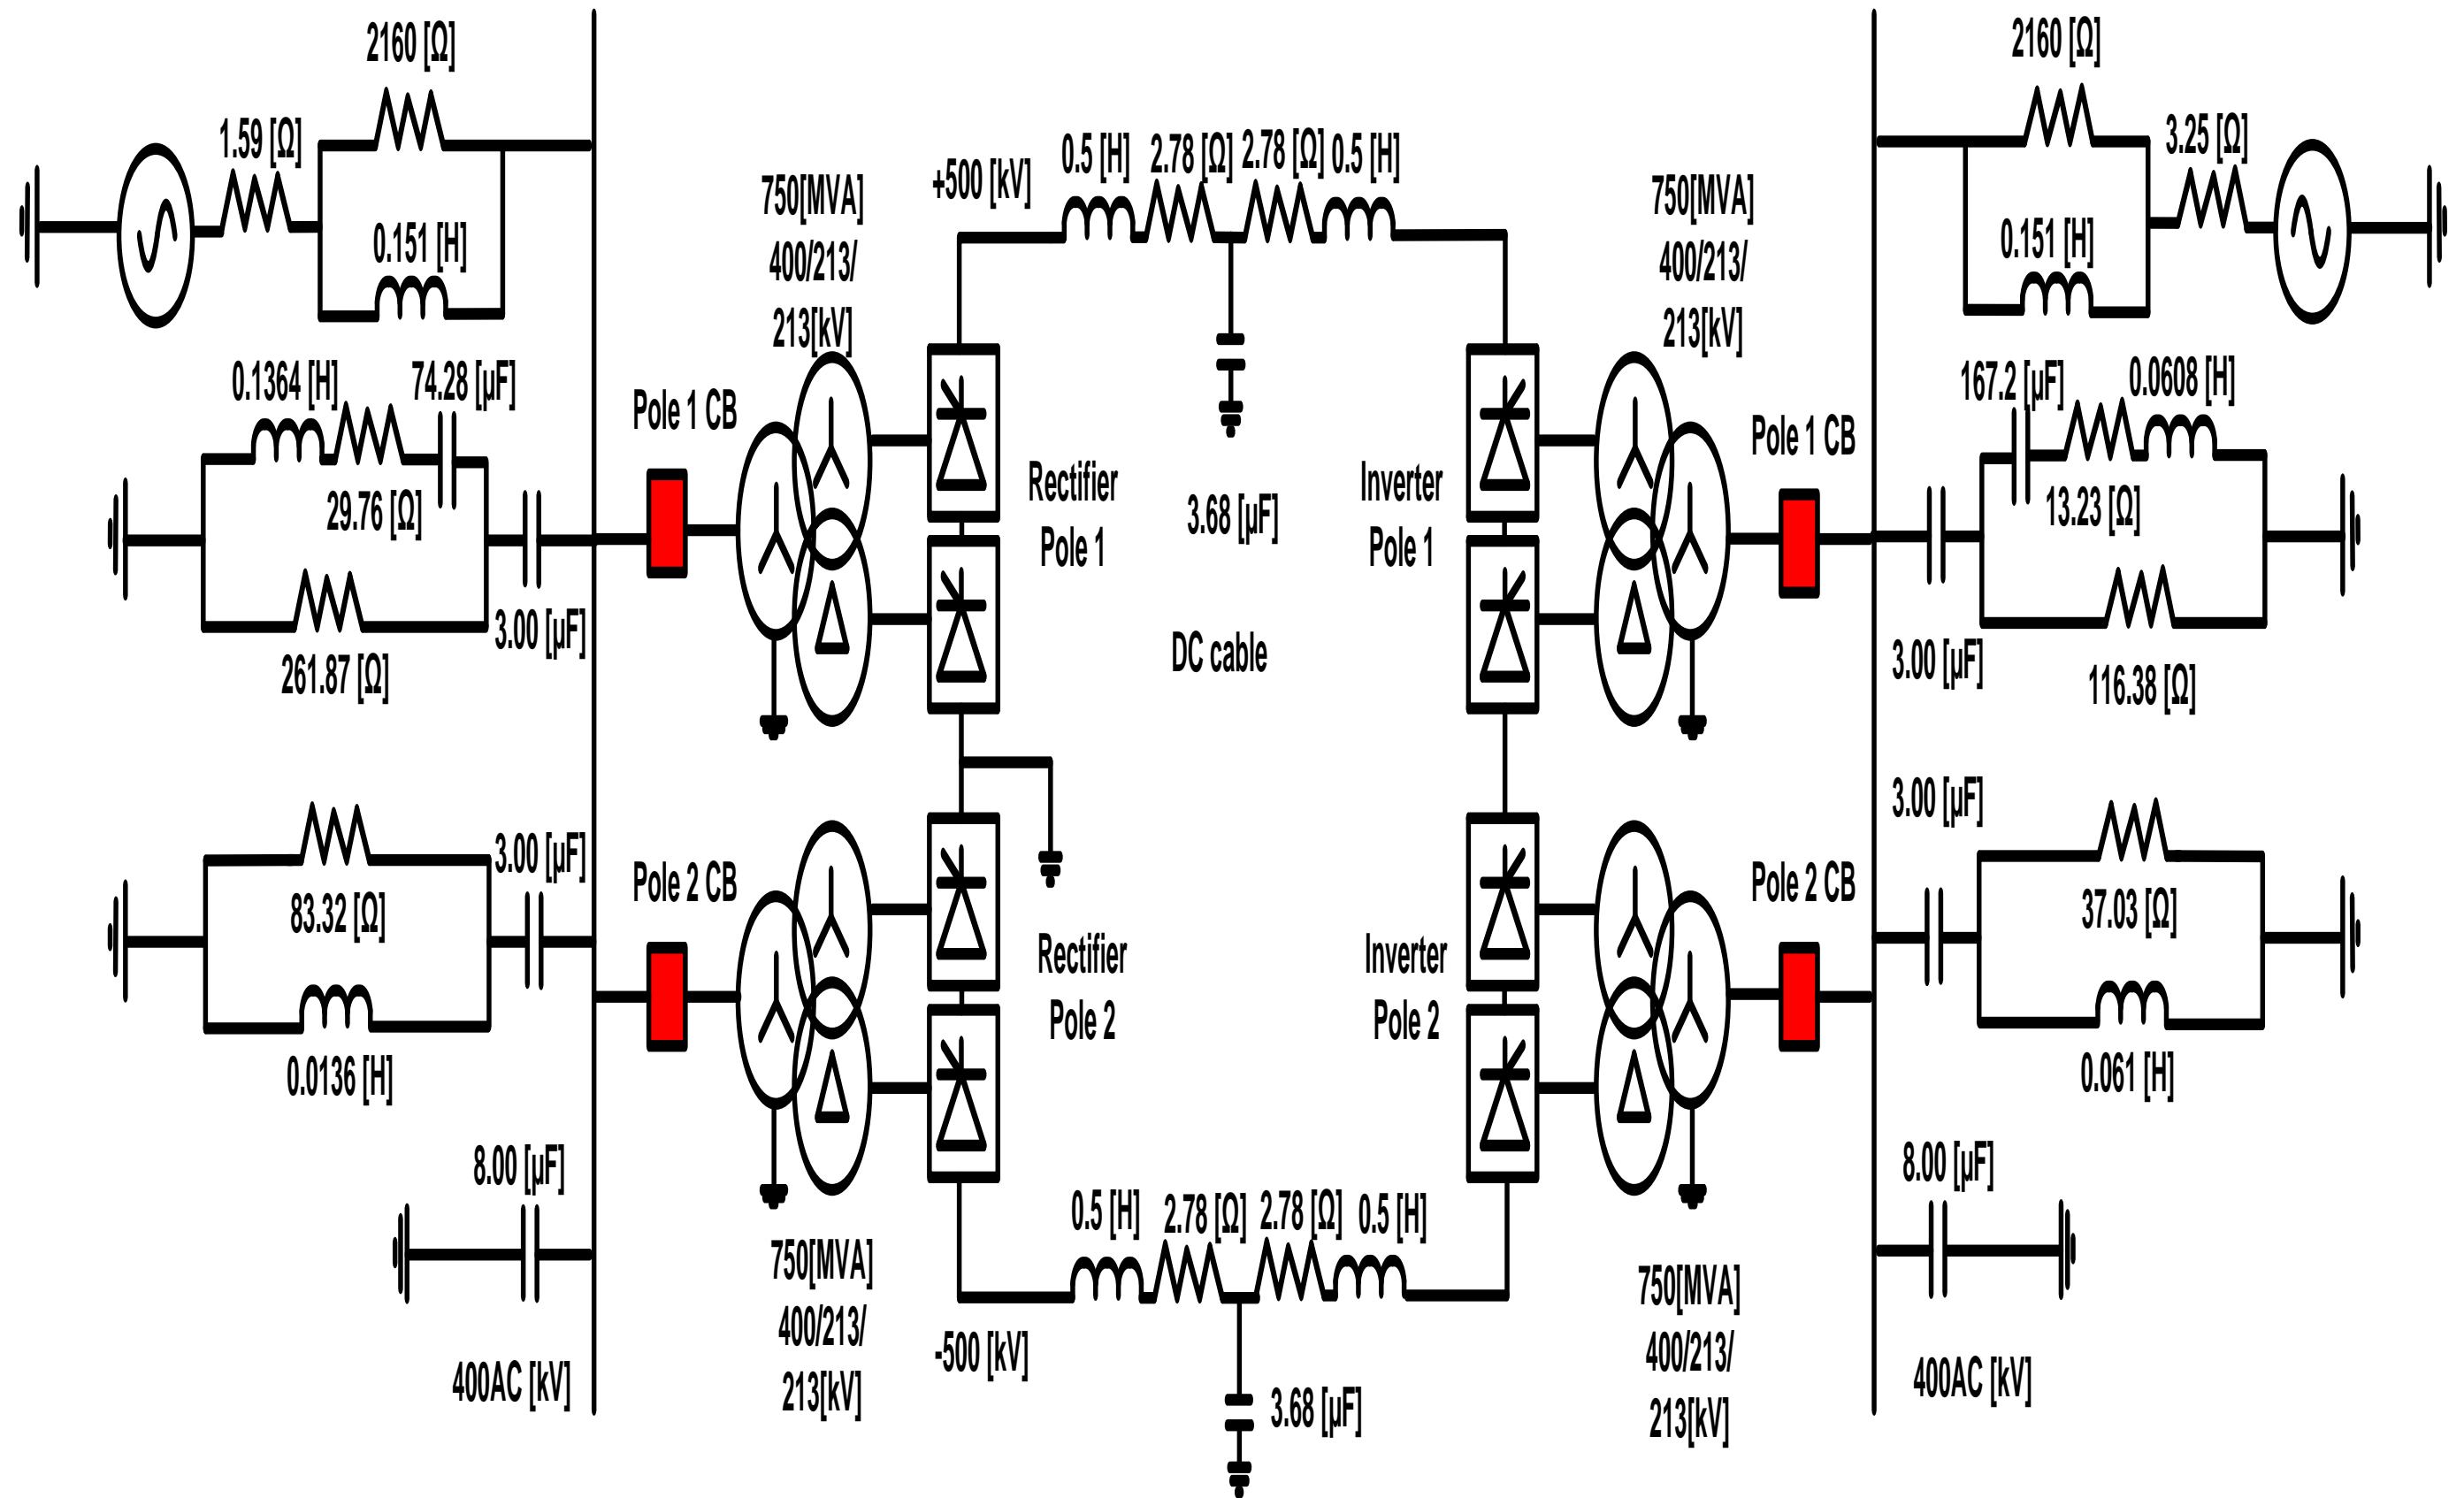 2160 [Ω]
1.59 [Ω]
0.151 [H]
0.1364 [H]
74.28 [µF]
29.76 [Ω]
3.00 [µF]
261.87 [Ω]
3.00 [µF]
83.32 [Ω]
0.0136 [H]
8.00 [µF]
400AC [kV]
Pole 1 CB
Pole 2 CB
750[MVA]
400/213/
213[kV]
750[MVA]
400/213/
213[kV]
+500 [kV]
0.5 [H]
2.78 [Ω]
2.78 [Ω]
0.5 [H]
3.68 [µF]
Rectifier
Pole 1
Inverter
Pole 1
DC cable
Rectifier
Pole 2
Inverter
Pole 2
0.5 [H]
2.78 [Ω]
2.78 [Ω]
0.5 [H]
-500 [kV]
3.68 [µF]
750[MVA]
400/213/
213[kV]
750[MVA]
400/213/
213[kV]
Pole 1 CB
Pole 2 CB
2160 [Ω]
3.25 [Ω]
0.151 [H]
167.2 [µF]
0.0608 [H]
13.23 [Ω]
3.00 [µF]
116.38 [Ω]
3.00 [µF]
37.03 [Ω]
0.061 [H]
8.00 [µF]
400AC [kV]